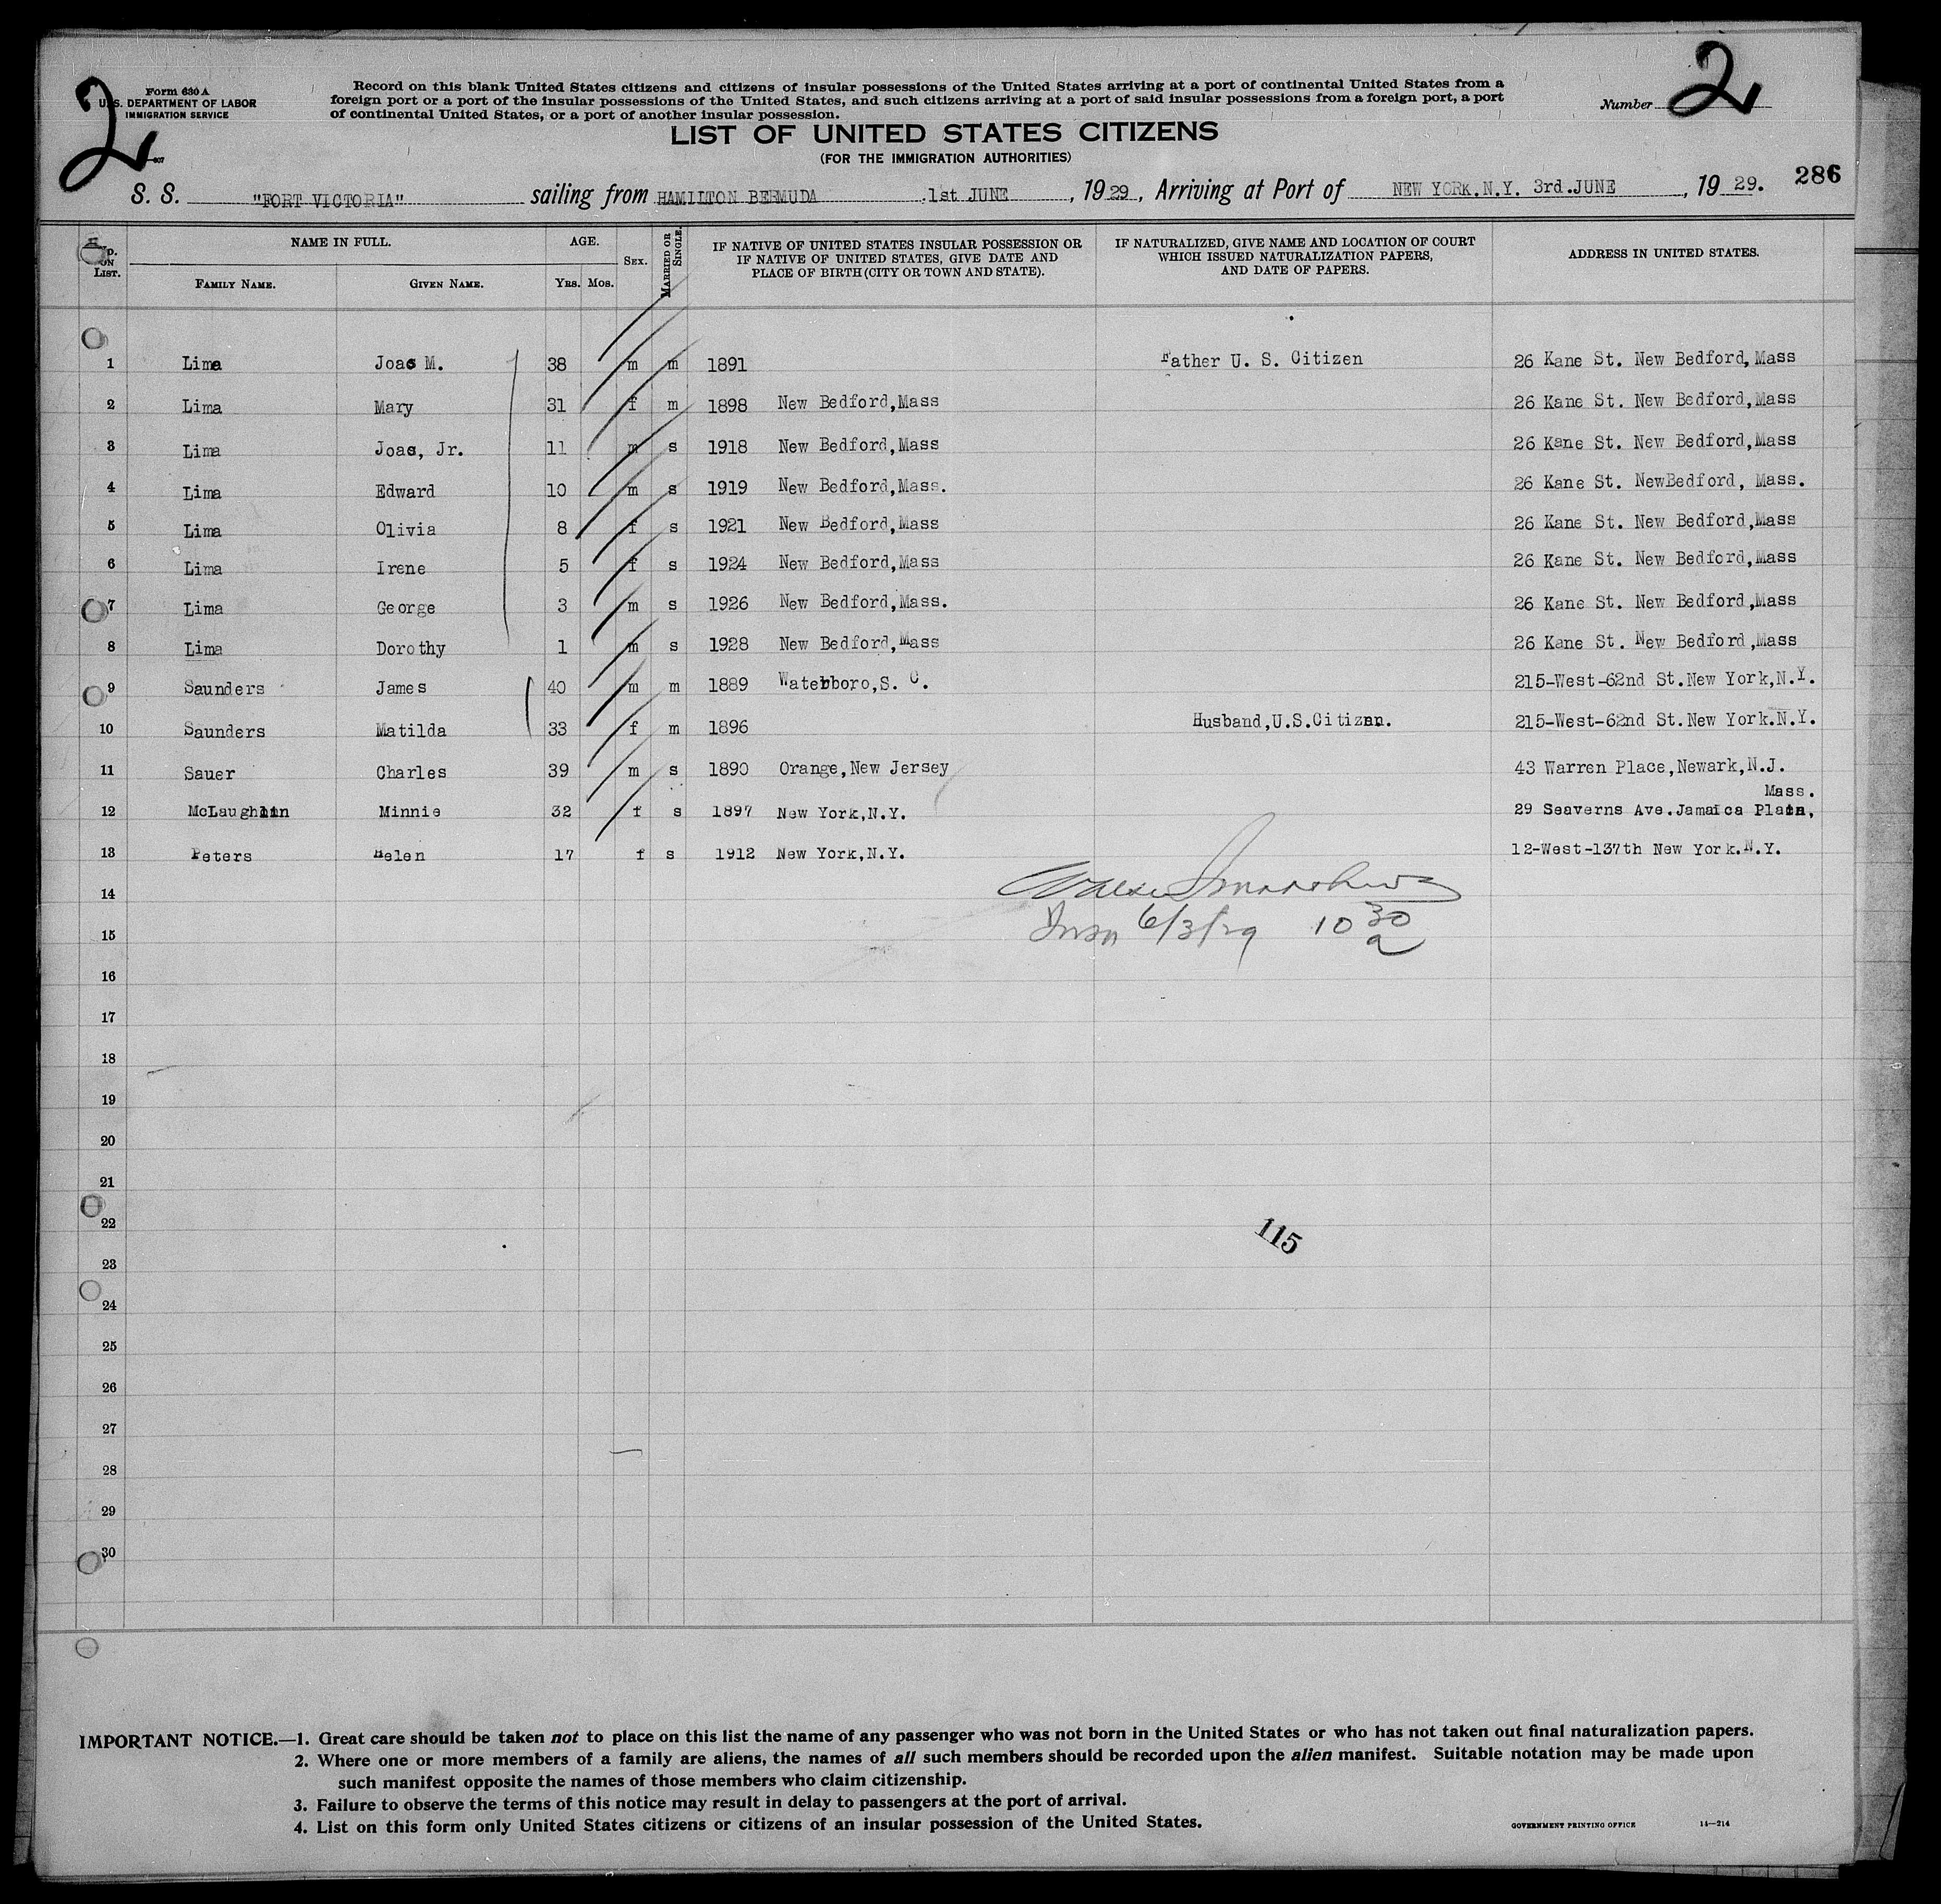 2
Form 630 A
U.S. DEPARTMENT OF LABOR
IMMIGRATION SERVICE
Record on this blank United States citizens and citizens of insular possessions of the United States arriving at a port of continental United States from a
foreign port or a port of the insular possessions of the United States, and such citizens arriving at a port of said insular possessions from a foreign port, a port
of continental United States, or a port of another insular possession.
Number 2
LIST OF UNITED STATES CITIZENS
(FOR THE IMMIGRATION AUTHORITIES)
286
S. S. "FORT VICTORIA" sailing from HAMILTON BERMUDA 1st JUNE, 1929, Arriving at Port of NEW YORK.N.Y. 3rd.JUNE, 1929.
ON LIST. NAME IN FULL. FAMILY NAME. GIVEN NAME. AGE. YRS. MOS. SEX. MARRIED OR SINGLE. IF NATIVE OF UNITED STATES INSULAR POSSESSION OR IF NATIVE OF UNITED STATES, GIVE DATE AND PLACE OF BIRTH (CITY OR TOWN AND STATE). IF NATURALIZED, GIVE NAME AND LOCATION OF COURT WHICH ISSUED NATURALIZATION PAPERS, AND DATE OF PAPERS. ADDRESS IN UNITED STATES.
1 Lima Joao M. 38 m m 1891 Father U. S. Citizen 26 Kane St. New Bedford, Mass
2 Lima Mary 31 f m 1898 New Bedford,Mass 26 Kane St. New Bedford,Mass
3 Lima Joao, Jr. 11 m s 1918 New Bedford,Mass 26 Kane St. New Bedford,Mass
4 Lima Edward 10 m s 1919 New Bedford,Mass. 26 Kane St. NewBedford, Mass.
5 Lima Olivia 8 f s 1921 New Bedford,Mass 26 Kane St. New Bedford,Mass
6 Lima Irene 5 f s 1924 New Bedford,Mass 26 Kane St. New Bedford,Mass
7 Lima George 3 m s 1926 New Bedford,Mass. 26 Kane St. New Bedford,Mass
8 Lima Dorothy 1 m s 1928 New Bedford,Mass 26 Kane St. New Bedford,Mass
9 Saunders James 40 m m 1889 Waterboro,S. C. 215-West-62nd St.New York,N.Y.
10 Saunders Matilda 33 f m 1896 Husband,U.S.Citizen. 215-West-62nd St.New York.N.Y.
11 Sauer Charles 39 m s 1890 Orange,New Jersey 43 Warren Place,Newark,N.J.
Mass.
12 McLaughlin Minnie 32 f s 1897 New York,N.Y. 29 Seaverns Ave.Jamaica Plain,
13 Peters Helen 17 f s 1912 New York,N.Y. 12-West-137th New York.N.Y.
14
6/3/29 10 30 a
15
16
17
18
19
20
21
22
115
23
24
25
26
27
28
29
30
IMPORTANT NOTICE.—1. Great care should be taken not to place on this list the name of any passenger who was not born in the United States or who has not taken out final naturalization papers.
2. Where one or more members of a family are aliens, the names of all such members should be recorded upon the alien manifest. Suitable notation may be made upon
such manifest opposite the names of those members who claim citizenship.
3. Failure to observe the terms of this notice may result in delay to passengers at the port of arrival.
4. List on this form only United States citizens or citizens of an insular possession of the United States.
GOVERNMENT PRINTING OFFICE 14—214